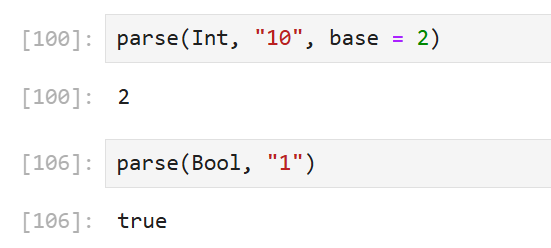 [100]: parse(Int, "10", base = 2)
[100]: 2
[106]: parse(Bool, "1")
[106]: true